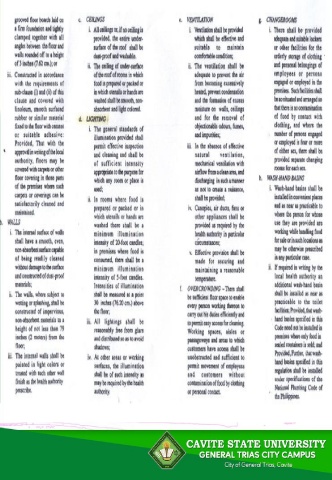 grooved floor boards laid on
a firm foundation and tightly
clamped together with all
angles between the floor and
walls rounded off to a height
of 3 inches (7.62 cm.); or
iii. Constructed in accordance
with the requirements of
sub-clause (i) and (ii) of this
clause and covered with
linoleum, smooth surfaced
rubber or similar material
fixed to the floor with cement
or suitable adhesive:
Provided, That with the
approval in writing of the local
authority, floors may be
covered with carpets or other
floor covering in those parts
of the premises where such
carpets or coverings can be
satisfactorily cleaned and
maintained.
b. WALLS
i. The internal surface of walls
shall have a smooth, even,
non-absorbent surface capable
of being readily cleaned
without damage to the surface
and constructed of dust-proof
materials;
ii. The walls, where subject to
wetting or splashing, shall be
constructed of impervious,
non-absorbent materials to a
height of not less than 79
inches (2 meters) from the
floor;
iii. The internal walls shall be
painted in light colors or
treated with such other wall
finish as the health authority
prescribe.
c. CEILINGS
i. All ceilings or, if no ceiling is
provided, the entire under-
surface of the roof shall be
dust-proof and washable.
ii. The ceiling of under-surface
of the roof of rooms in which
food is prepared or packed or
in which utensils or hands are
washed shall be smooth, non-
absorbent and light colored.
d. LIGHTING
i. The general standards of
illumination provided shall
permit effective inspection
and cleaning and shall be
of sufficient intensity
appropriate to the purpose for
which any room or place is
used;
ii. In rooms where food is
prepared or packed or in
which utensils or hands are
washed there shall be a
minimum illumination
intensity of 20-foot candles;
in premises where food is
consumed, there shall be a
minimum illumination
intensity of 5-foot candles.
Intensities of illumination
shall be measured at a point
30 inches (76.20 cm.) above
the floor;
iii. All lightings shall be
reasonably free from glare
and distributed so as to avoid
shadows;
iv. At other areas or working
surfaces, the illumination
shall be of such intensity as
may be required by the health
authority.
e. VENTILATION
i. Ventilation shall be provided
which shall be effective and
suitable to maintain
comfortable condition;
ii. The ventilation shall be
adequate to prevent the air
from becoming excessively
heated, prevent condensation
and the formation of excess
moisture on walls, ceilings
and for the removal of
objectionable odours, fumes,
and impurities;
iii. In the absence of effective
natural ventilation,
mechanical ventilation with
airflow from a clean area, and
discharging in such a manner
as not to create a nuisance,
shall be provided;
iv. Canopies, air ducts, fans or
other appliances shall be
provided as required by the
health authority in particular
circumstances;
v. Effective provision shall be
made for securing and
maintaining a reasonable
temperature.
f. OVERCROWDING – There shall
be sufficient floor space to enable
every person working thereon to
carry out his duties efficiently and
to permit easy access for cleaning.
Working spaces, aisles or
passageways and areas to which
customers have access shall be
unobstructed and sufficient to
permit movement of employees
and customers without
contamination of food by clothing
or personal contact.
g. CHANGEROOMS
i. There shall be provided
adequate and suitable lockers
or other facilities for the
orderly storage of clothing
and personal belongings of
employees or persons
engaged or employed in the
premises. Such facilities shall
be so situated and arranged so
that there is no contamination
of food by contact with
clothing, and where the
number of persons engaged
or employed is four or more
of either sex, there shall be
provided separate changing
rooms for each sex.
h. WASH-HAND BASINS
i. Wash-hand basins shall be
installed in convenient places
and as near as practicable to
where the person for whose
use they are provided are
working while handling food
for sale or in such locations as
may be otherwise prescribed
in any particular case.
ii. If required in writing by the
local health authority an
additional wash-hand basin
shall be installed as near as
practicable to the toilet
facilities; Provided, that wash-
hand basins specified in this
Code need not be installed in
premises where only food in
sealed containers is sold; and
Provided, Further, that wash-
hand basins specified in this
regulation shall be installed
under specifications of the
National Plumbing Code of
the Philippines.
CAVITE STATE UNIVERSITY
GENERAL TRIAS CITY CAMPUS
City of General Trias, Cavite